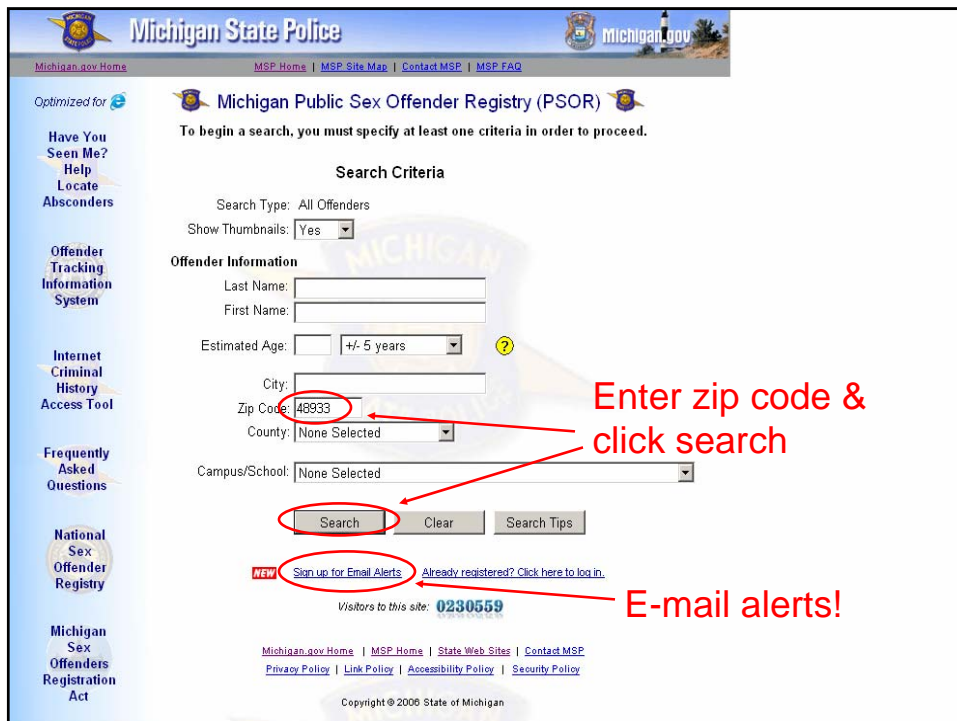 Michigan State Police
Michigan.gov
Michigan.gov Home
MSP Home | MSP Site Map | Contact MSP | MSP FAQ
Optimized for
Have You
Seen Me?
Help
Locate
Absconders
Offender
Tracking
Information
System
Internet
Criminal
History
Access Tool
Frequently
Asked
Questions
National
Sex
Offender
Registry
Michigan
Sex
Offenders
Registration
Act
Michigan Public Sex Offender Registry (PSOR)
To begin a search, you must specify at least one criteria in order to proceed.
Search Criteria
Search Type: All Offenders
Show Thumbnails: Yes
Offender Information
Last Name:
First Name:
Estimated Age: +/- 5 years ?
City:
Zip Code: 48933
County: None Selected
Campus/School: None Selected
Search Clear Search Tips
NEW Sign up for Email Alerts Already registered? Click here to log in.
Visitors to this site: 0230559
Michigan.gov Home | MSP Home | State Web Sites | Contact MSP
Privacy Policy | Link Policy | Accessibility Policy | Security Policy
Copyright © 2006 State of Michigan
MICHIGAN
Enter zip code &
click search
E-mail alerts!